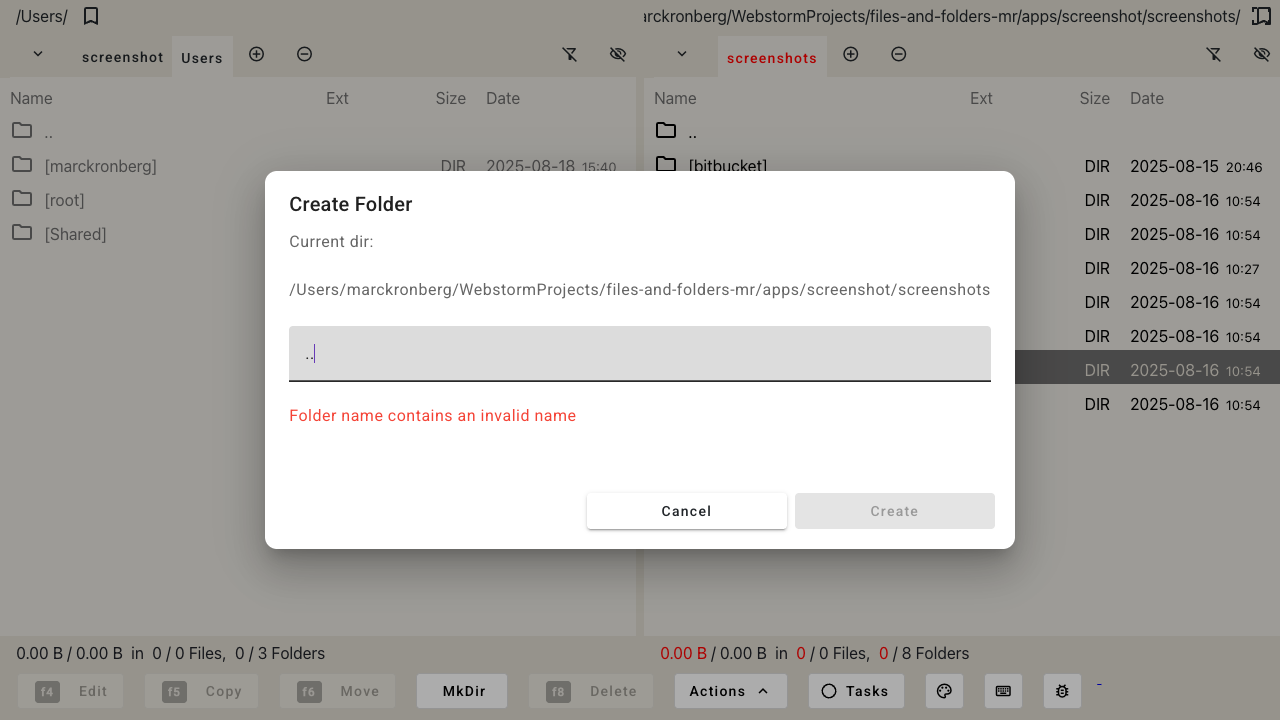 /Users/
arckronberg/WebstormProjects/files-and-folders-mr/apps/screenshot/screenshots/
screenshot Users
screenshots
Name Ext Size Date
Name Ext Size Date
..
..
[marckronberg] DIR 2025-08-18 15:40
[bitbucket] DIR 2025-08-15 20:46
[root]
DIR 2025-08-16 10:54
[Shared]
DIR 2025-08-16 10:54
DIR 2025-08-16 10:27
DIR 2025-08-16 10:54
DIR 2025-08-16 10:54
DIR 2025-08-16 10:54
DIR 2025-08-16 10:54
Create Folder
Current dir:
/Users/marckronberg/WebstormProjects/files-and-folders-mr/apps/screenshot/screenshots
..
Folder name contains an invalid name
Cancel Create
0.00 B / 0.00 B in 0 / 0 Files, 0 / 3 Folders
0.00 B / 0.00 B in 0 / 0 Files, 0 / 8 Folders
f4 Edit f5 Copy f6 Move MkDir f8 Delete Actions Tasks